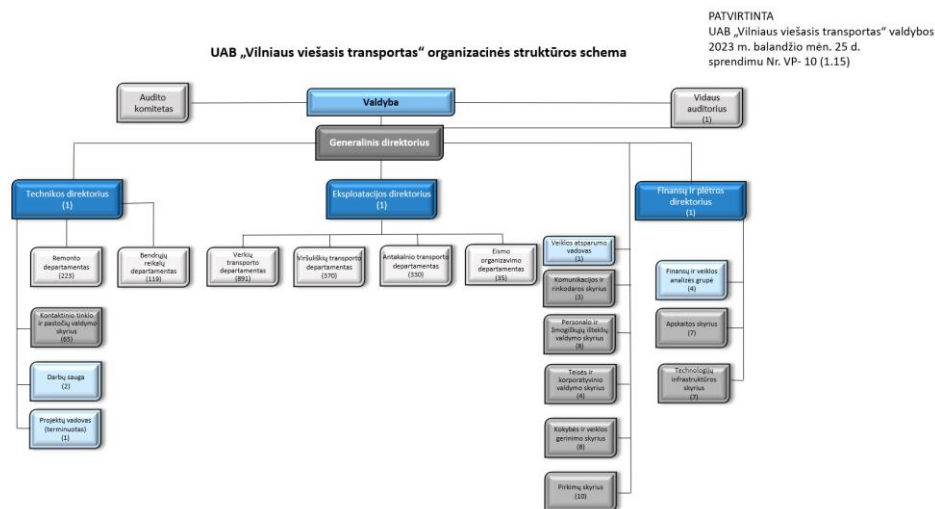 PATVIRTINTA
UAB „Vilniaus viešasis transportas“ valdybos
2023 m. balandžio mėn. 25 d.
sprendimu Nr. VP- 10 (1.15)
UAB „Vilniaus viešasis transportas“ organizacinės struktūros schema
Audito
komitetas
Valdyba
Vidaus
auditorius
(1)
Generalinis direktorius
Technikos direktorius
(1)
Eksploatacijos direktorius
(1)
Finansų ir plėtros
direktorius
(1)
Remonto
departamentas
(223)
Bendrųjų
reikalų
departamentas
(119)
Verkių
transporto
departamentas
(891)
Viršuliškių transporto
departamentas
(370)
Antakalnio transporto
departamentas
(330)
Eismo
organizavimo
departamentas
(35)
Veiklos atsparumo
vadovas
(1)
Komunikacijos ir
rinkodaros skyrius
(3)
Personalo ir
žmogiškųjų išteklių
valdymo skyrius
(8)
Teisės ir
korporatyvinio
valdymo skyrius
(4)
Kokybės ir veiklos
gerinimo skyrius
(8)
Pirkimų skyrius
(10)
Finansų ir veiklos
analizės grupė
(4)
Apskaitos skyrius
(7)
Technologijų
infrastruktūros
skyrius
(7)
Kontaktinio tinklo
ir pastočių valdymo
skyrius
(65)
Darbų sauga
(2)
Projektų vadovas
(terminuotas)
(1)